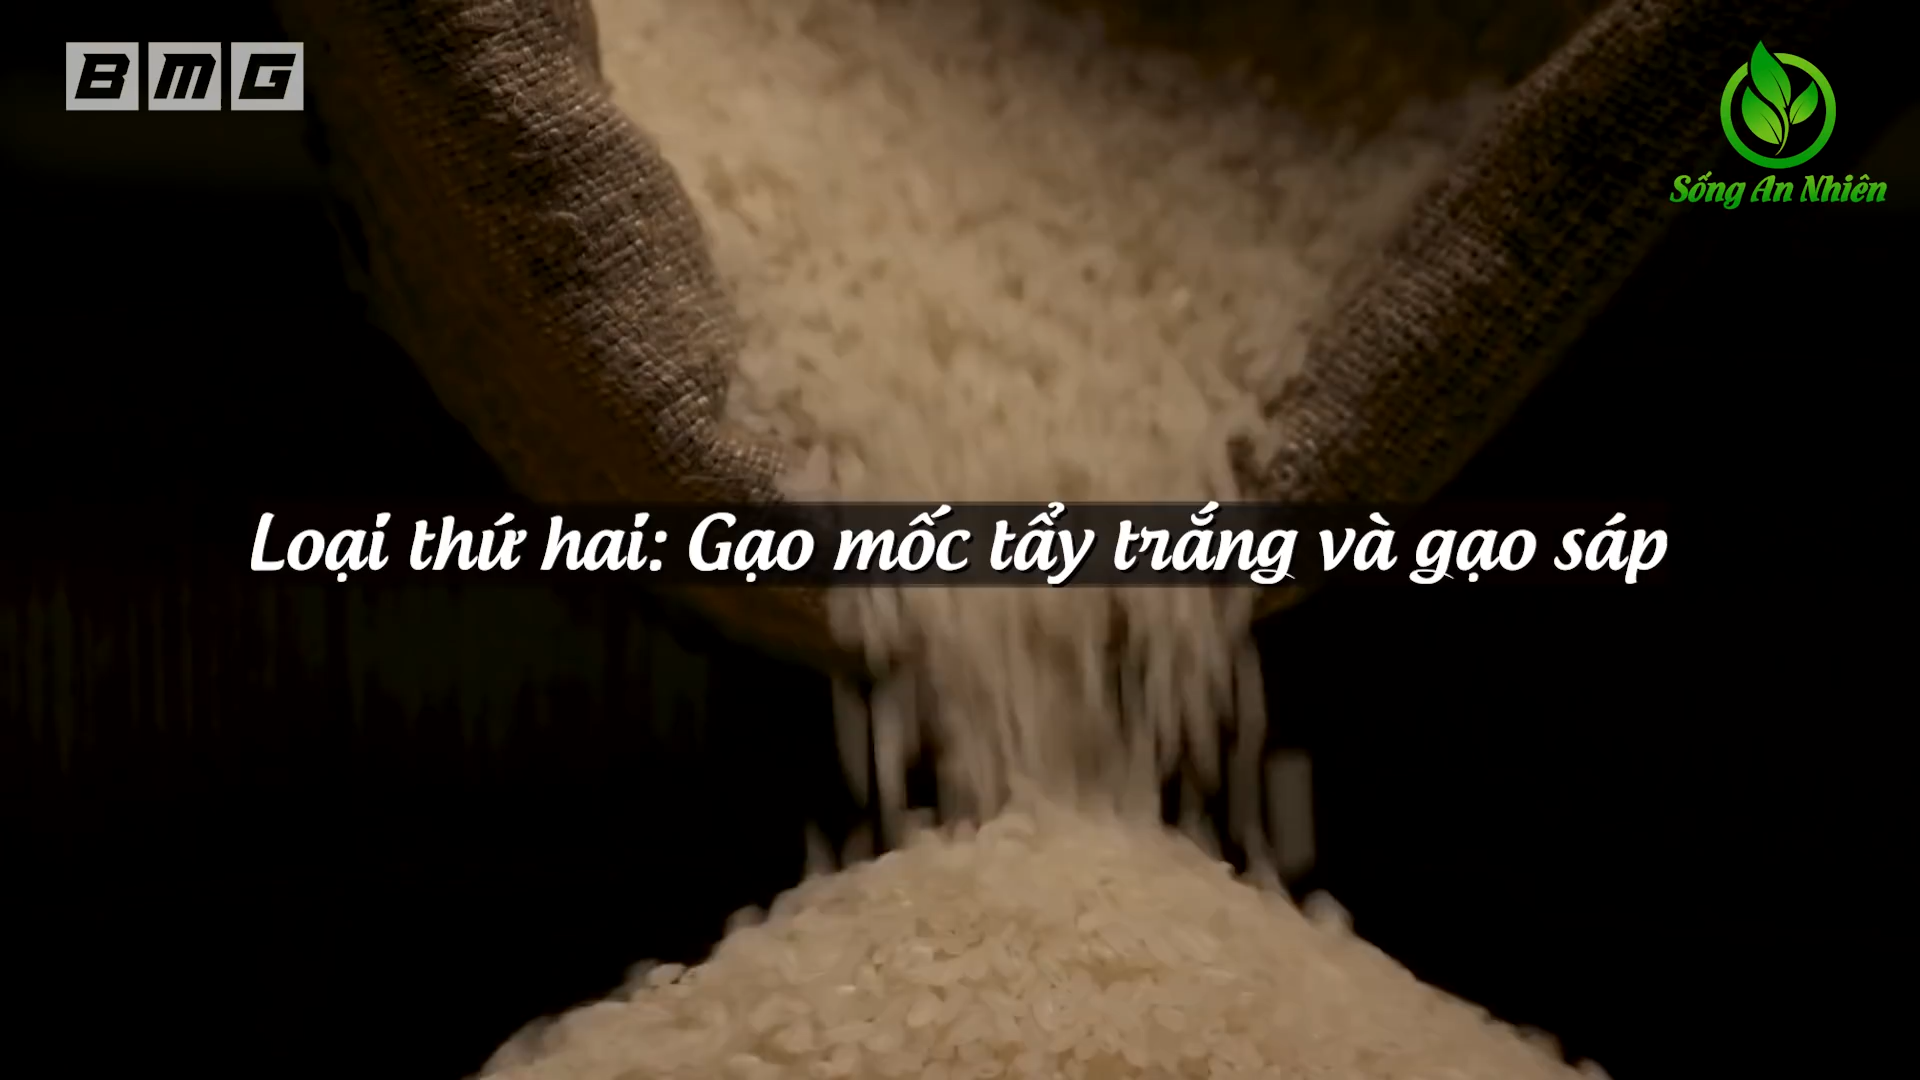 BMG
Sống An Nhiên
Loại thứ hai: Gạo mốc tẩy trắng và gạo sáp